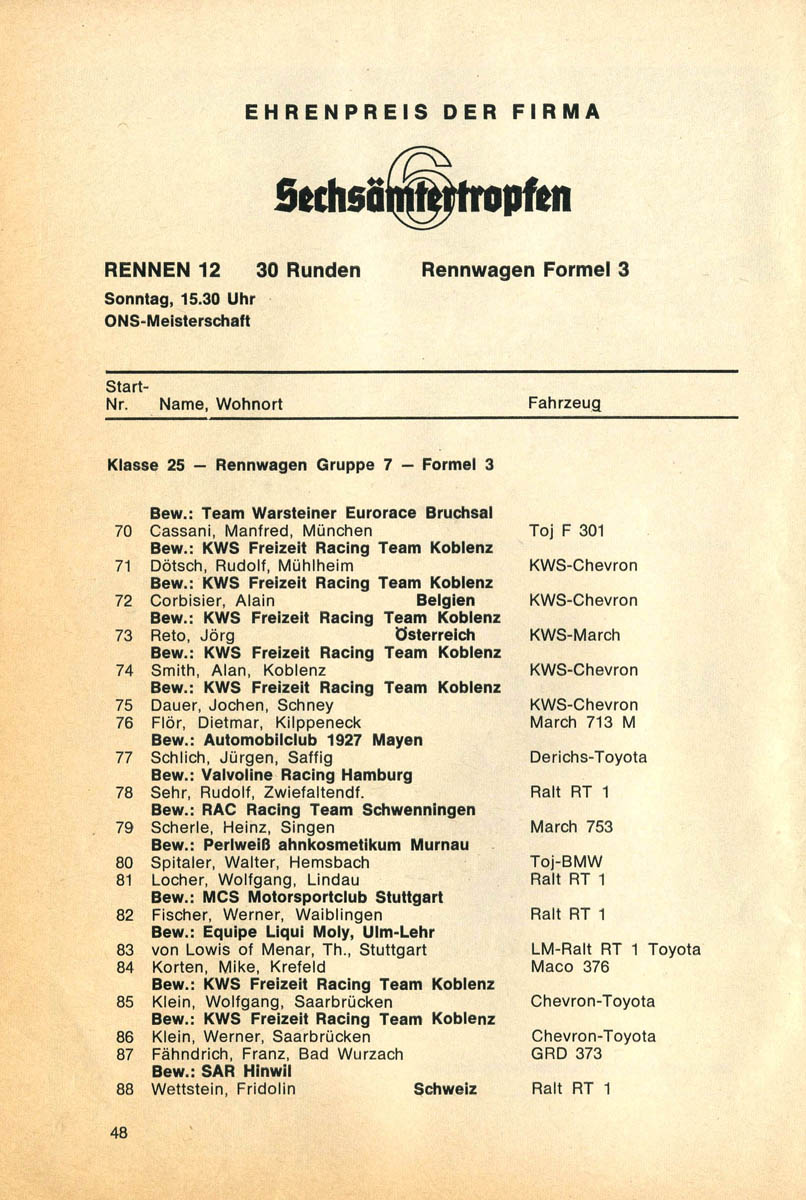 EHRENPREIS DER FIRMA
6
Sechsämtertropfen
RENNEN 12 30 Runden Rennwagen Formel 3
Sonntag, 15.30 Uhr
ONS-Meisterschaft
Start-
Nr. Name, Wohnort Fahrzeug
Klasse 25 — Rennwagen Gruppe 7 — Formel 3
Bew.: Team Warsteiner Eurorace Bruchsal
70 Cassani, Manfred, München Toj F 301
Bew.: KWS Freizeit Racing Team Koblenz
71 Dötsch, Rudolf, Mühlheim KWS-Chevron
Bew.: KWS Freizeit Racing Team Koblenz
72 Corbisier, Alain Belgien KWS-Chevron
Bew.: KWS Freizeit Racing Team Koblenz
73 Reto, Jörg Österreich KWS-March
Bew.: KWS Freizeit Racing Team Koblenz
74 Smith, Alan, Koblenz KWS-Chevron
Bew.: KWS Freizeit Racing Team Koblenz
75 Dauer, Jochen, Schney KWS-Chevron
76 Flör, Dietmar, Kilppeneck March 713 M
Bew.: Automobilclub 1927 Mayen
77 Schlich, Jürgen, Saffig Derichs-Toyota
Bew.: Valvoline Racing Hamburg
78 Sehr, Rudolf, Zwiefaltendf. Ralt RT 1
Bew.: RAC Racing Team Schwenningen
79 Scherle, Heinz, Singen March 753
Bew.: Perlweiß ahnkosmetikum Murnau
80 Spitaler, Walter, Hemsbach Toj-BMW
81 Locher, Wolfgang, Lindau Ralt RT 1
Bew.: MCS Motorsportclub Stuttgart
82 Fischer, Werner, Waiblingen Ralt RT 1
Bew.: Equipe Liqui Moly, Ulm-Lehr
83 von Lowis of Menar, Th., Stuttgart LM-Ralt RT 1 Toyota
84 Korten, Mike, Krefeld Maco 376
Bew.: KWS Freizeit Racing Team Koblenz
85 Klein, Wolfgang, Saarbrücken Chevron-Toyota
Bew.: KWS Freizeit Racing Team Koblenz
86 Klein, Werner, Saarbrücken Chevron-Toyota
87 Fähndrich, Franz, Bad Wurzach GRD 373
Bew.: SAR Hinwil
88 Wettstein, Fridolin Schweiz Ralt RT 1
48